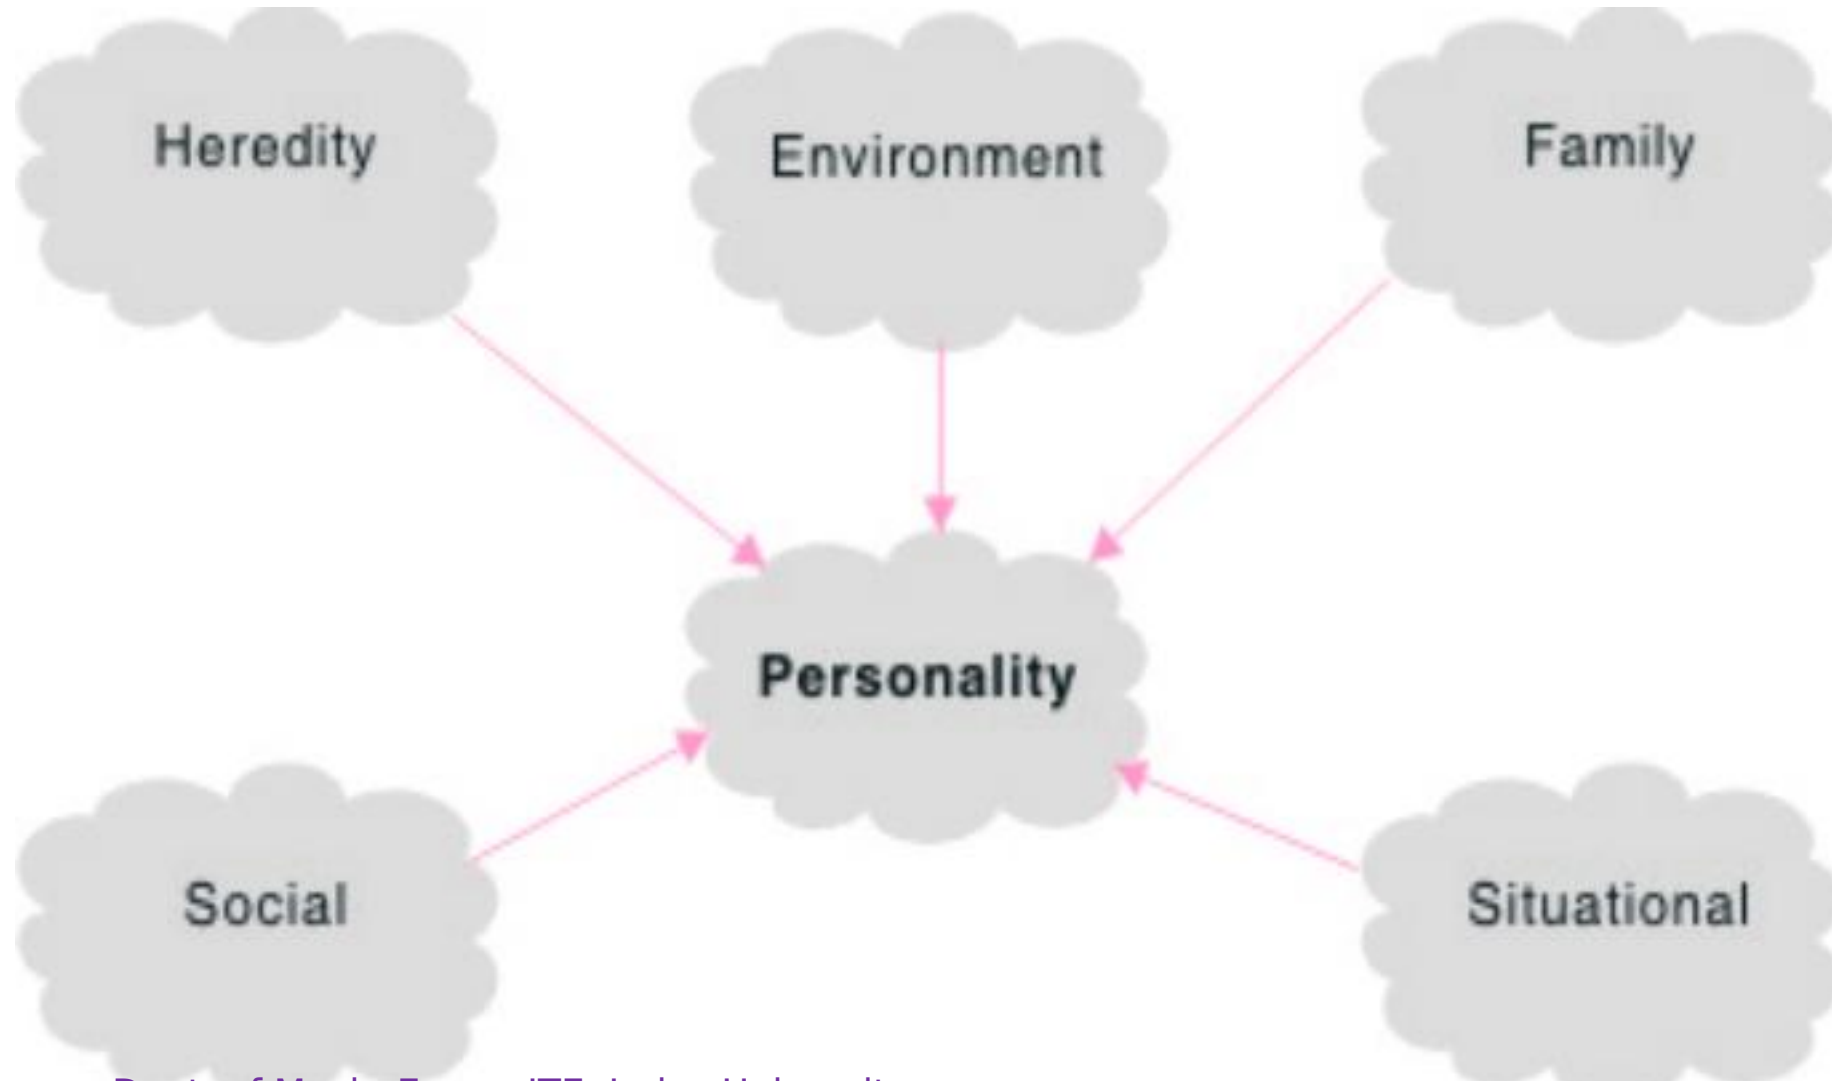 Heredity
Environment
Family
Personality
Social
Situational